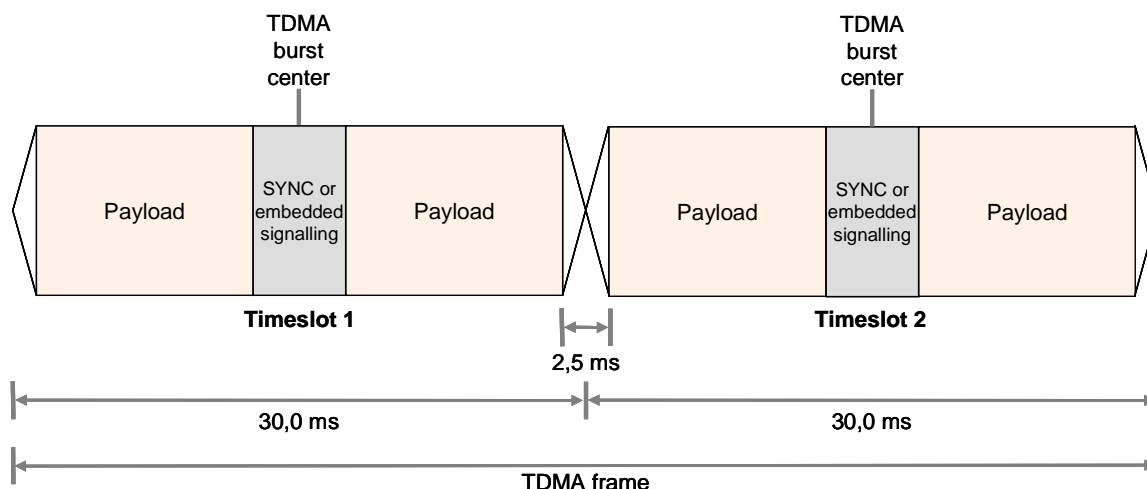 TDMA
burst
center
TDMA
burst
center
Payload
SYNC or
embedded
signalling
Payload
Payload
SYNC or
embedded
signalling
Payload
Timeslot 1
Timeslot 2
2,5 ms
30,0 ms
30,0 ms
TDMA frame